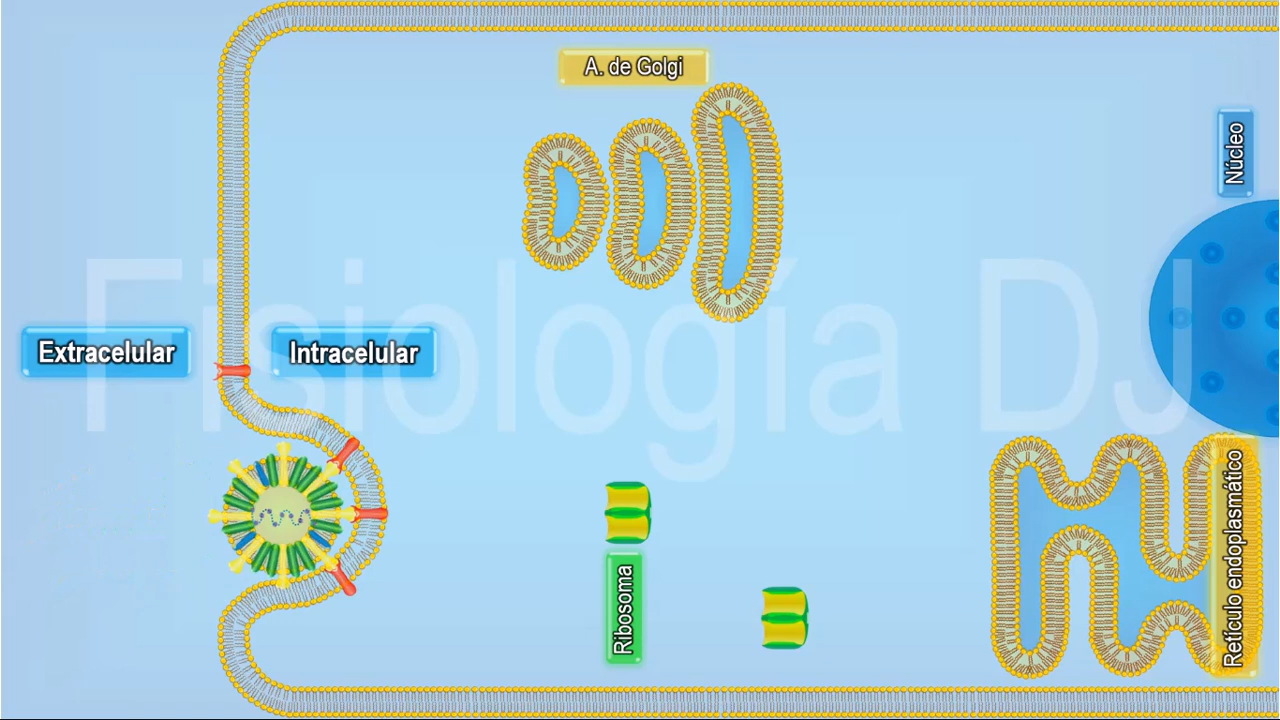 A. de Golgi
Núcleo
Fisiología DJ
Extracelular
Intracelular
Retículo endoplasmático
Ribosoma